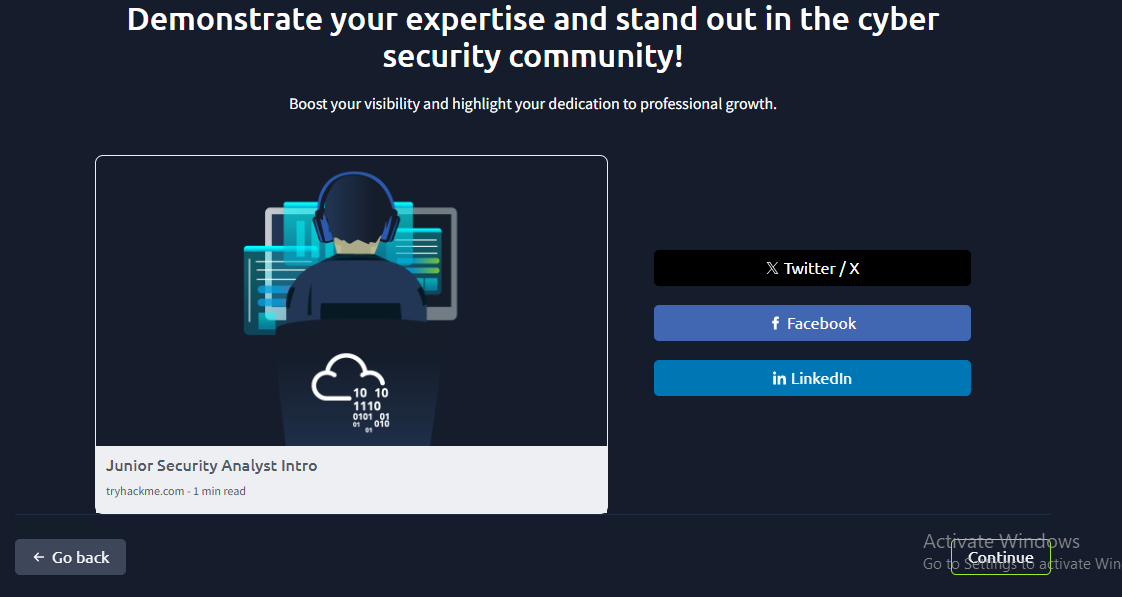 Demonstrate your expertise and stand out in the cyber
security community!
Boost your visibility and highlight your dedication to professional growth.
10 10
1110
0101 01
01 010
01
Junior Security Analyst Intro
tryhackme.com - 1 min read
𝕏 Twitter / X
f Facebook
in LinkedIn
← Go back
Continue
Activate Windows
Go to Settings to activate Win